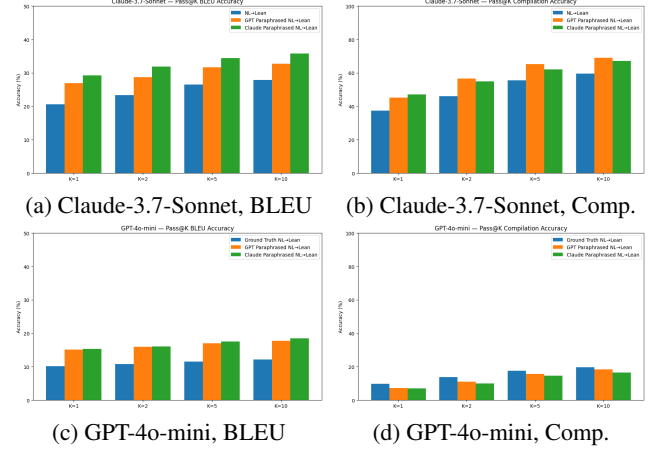 Claude-3.7-Sonnet — Pass@K BLEU Accuracy
50
40
30
20
10
0
Accuracy (%)
NL→Lean
GPT Paraphrased NL→Lean
Claude Paraphrased NL→Lean
K=1 K=2 K=5 K=10
(a) Claude-3.7-Sonnet, BLEU
Claude-3.7-Sonnet — Pass@K Compilation Accuracy
100
80
60
40
20
0
Accuracy (%)
NL→Lean
GPT Paraphrased NL→Lean
Claude Paraphrased NL→Lean
K=1 K=2 K=5 K=10
(b) Claude-3.7-Sonnet, Comp.
GPT-4o-mini — Pass@K BLEU Accuracy
50
40
30
20
10
0
Accuracy (%)
Ground Truth NL→Lean
GPT Paraphrased NL→Lean
Claude Paraphrased NL→Lean
K=1 K=2 K=5 K=10
(c) GPT-4o-mini, BLEU
GPT-4o-mini — Pass@K Compilation Accuracy
100
80
60
40
20
0
Accuracy (%)
Ground Truth NL→Lean
GPT Paraphrased NL→Lean
Claude Paraphrased NL→Lean
K=1 K=2 K=5 K=10
(d) GPT-4o-mini, Comp.